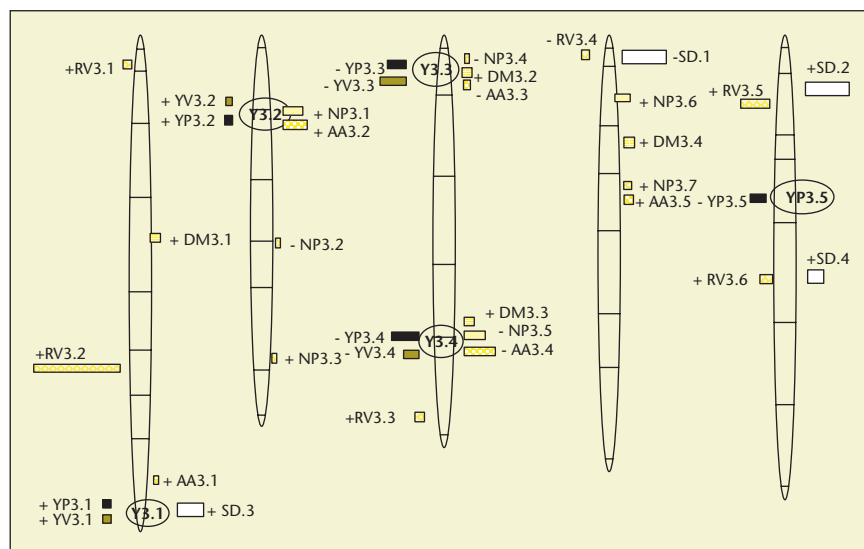 +RV3.1
+ DM3.1
+RV3.2
+ AA3.1
+ YP3.1
+ YV3.1
Y3.1
+ SD.3
+ YV3.2
+ YP3.2
Y3.2
+ NP3.1
+ AA3.2
- NP3.2
+ NP3.3
- YP3.3
- YV3.3
Y3.3
- NP3.4
+ DM3.2
- AA3.3
+ DM3.3
- YP3.4
- YV3.4
Y3.4
- NP3.5
- AA3.4
+RV3.3
- RV3.4
-SD.1
+ NP3.6
+ DM3.4
+ NP3.7
+ AA3.5
+SD.2
+ RV3.5
- YP3.5
YP3.5
+SD.4
+ RV3.6